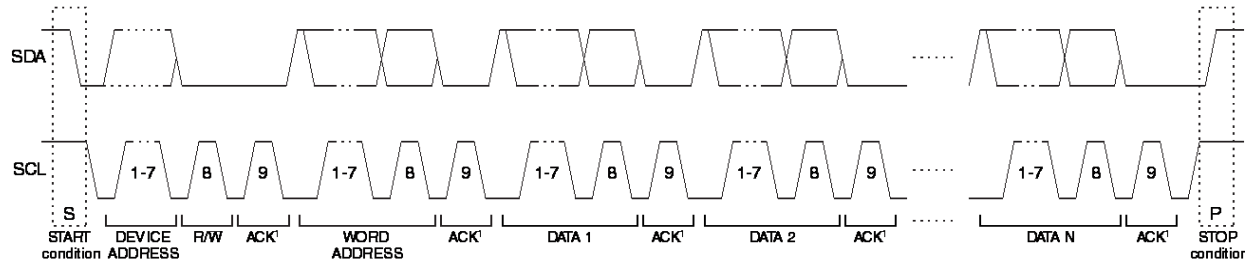 SDA
SCL 1-7 8 9 1-7 8 9 1-7 8 9 1-7 8 9 1-7 8 9
S P
START condition DEVICE ADDRESS R/W ACK¹ WORD ADDRESS ACK¹ DATA 1 ACK¹ DATA 2 ACK¹ DATA N ACK¹ STOP condition